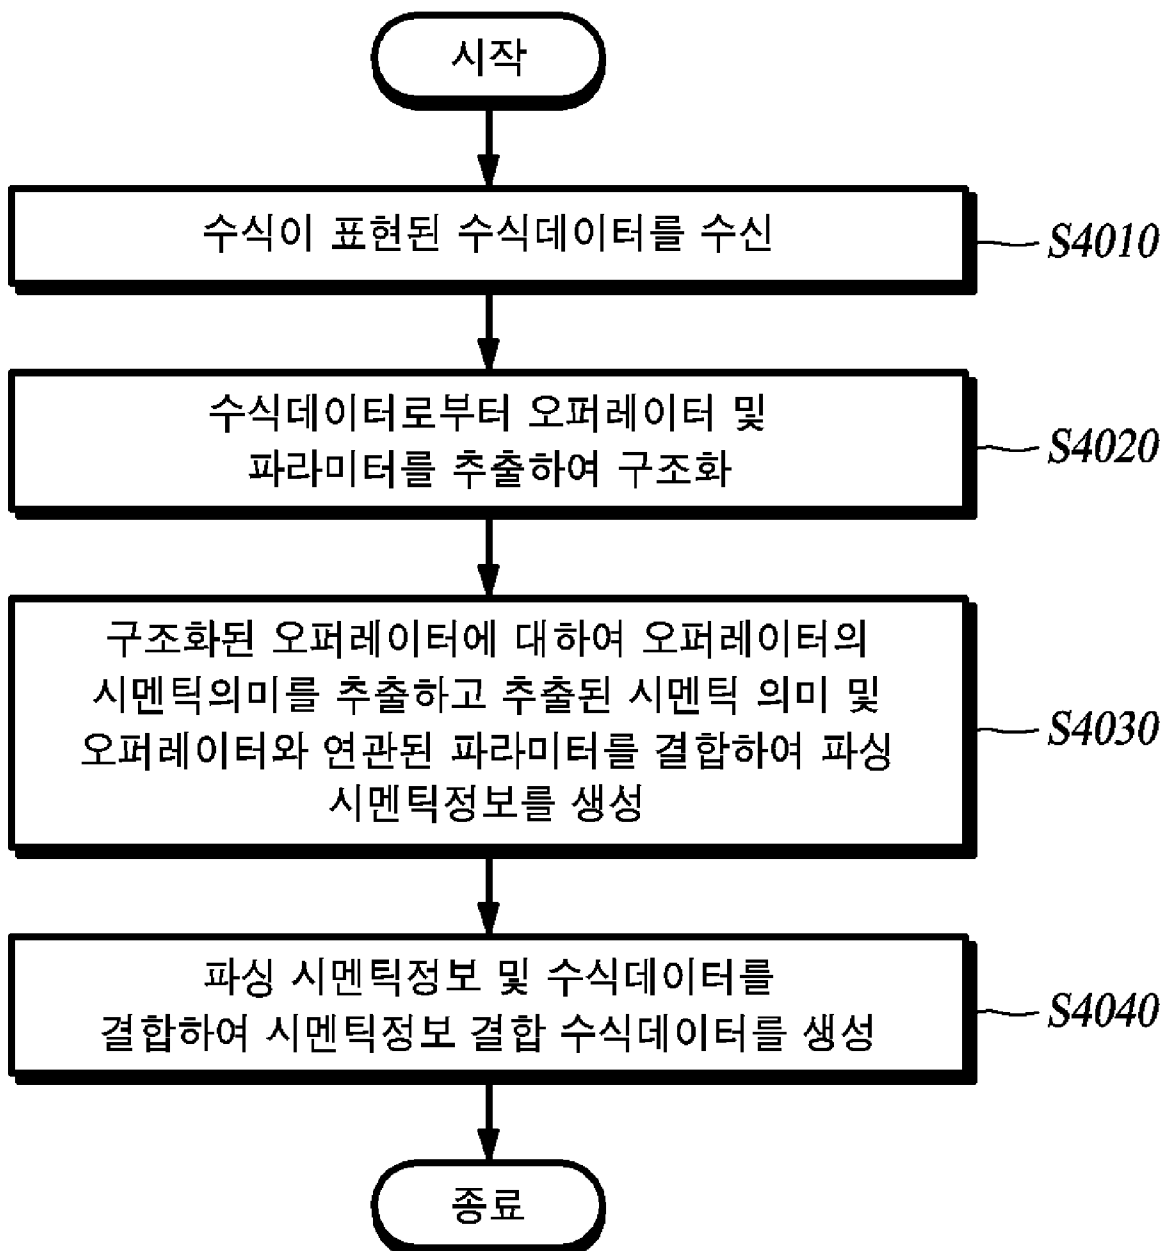 시작
수식이 표현된 수식데이터를 수신
S4010
수식데이터로부터 오퍼레이터 및
파라미터를 추출하여 구조화
S4020
구조화된 오퍼레이터에 대하여 오퍼레이터의
시멘틱의미를 추출하고 추출된 시멘틱 의미 및
오퍼레이터와 연관된 파라미터를 결합하여 파싱
시멘틱정보를 생성
S4030
파싱 시멘틱정보 및 수식데이터를
결합하여 시멘틱정보 결합 수식데이터를 생성
S4040
종료